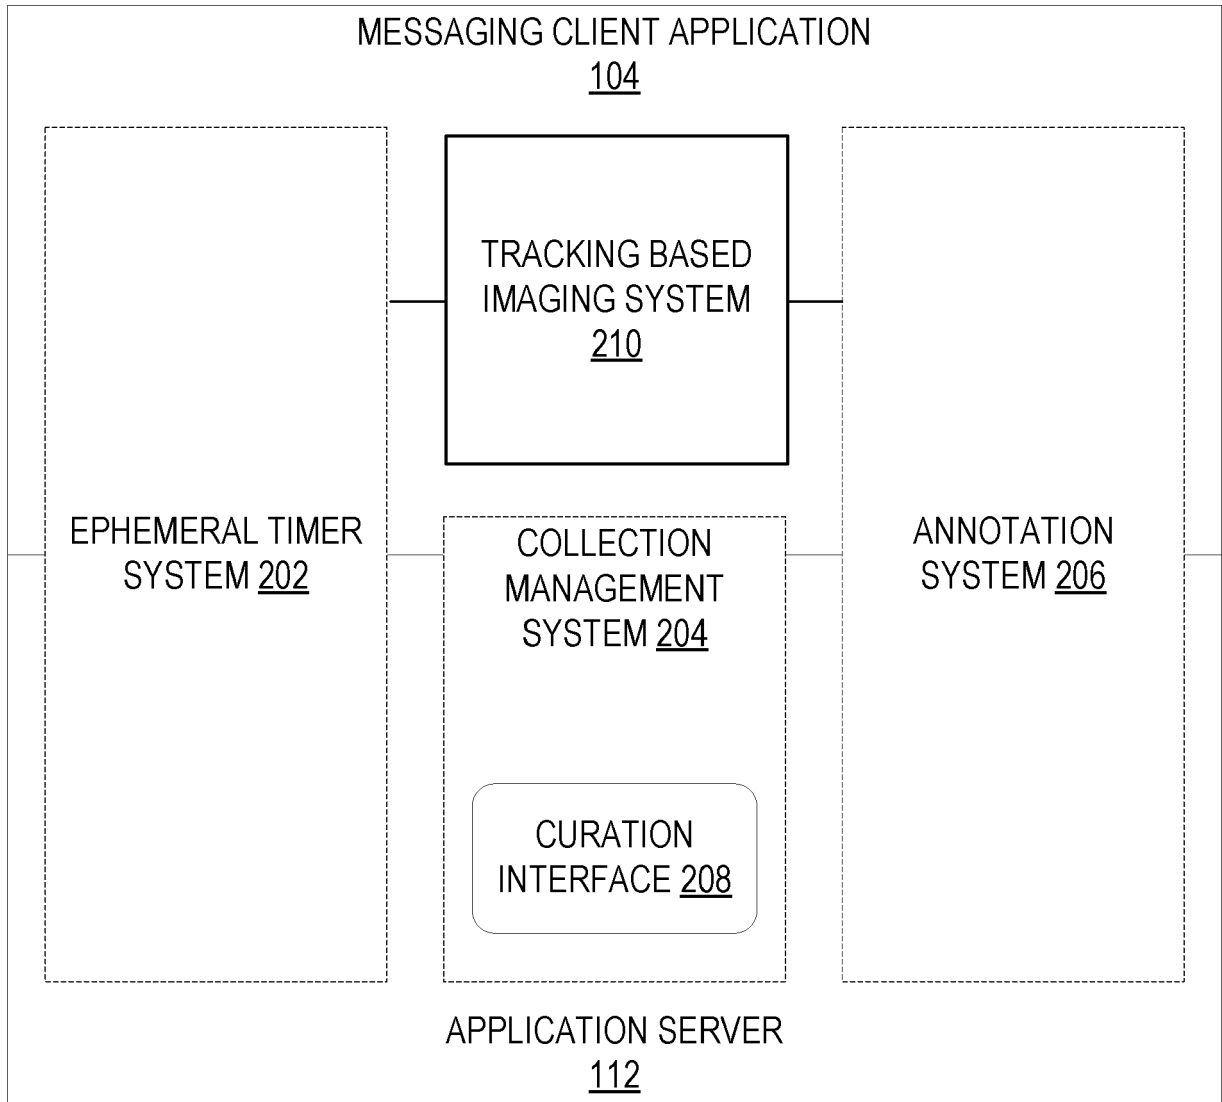 MESSAGING CLIENT APPLICATION
104
TRACKING BASED
IMAGING SYSTEM
210
EPHEMERAL TIMER
SYSTEM 202
COLLECTION
MANAGEMENT
SYSTEM 204
ANNOTATION
SYSTEM 206
CURATION
INTERFACE 208
APPLICATION SERVER
112